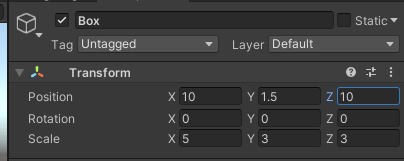 Box Static
Tag Untagged Layer Default
Transform
Position X 10 Y 1.5 Z 10
Rotation X 0 Y 0 Z 0
Scale X 5 Y 3 Z 3